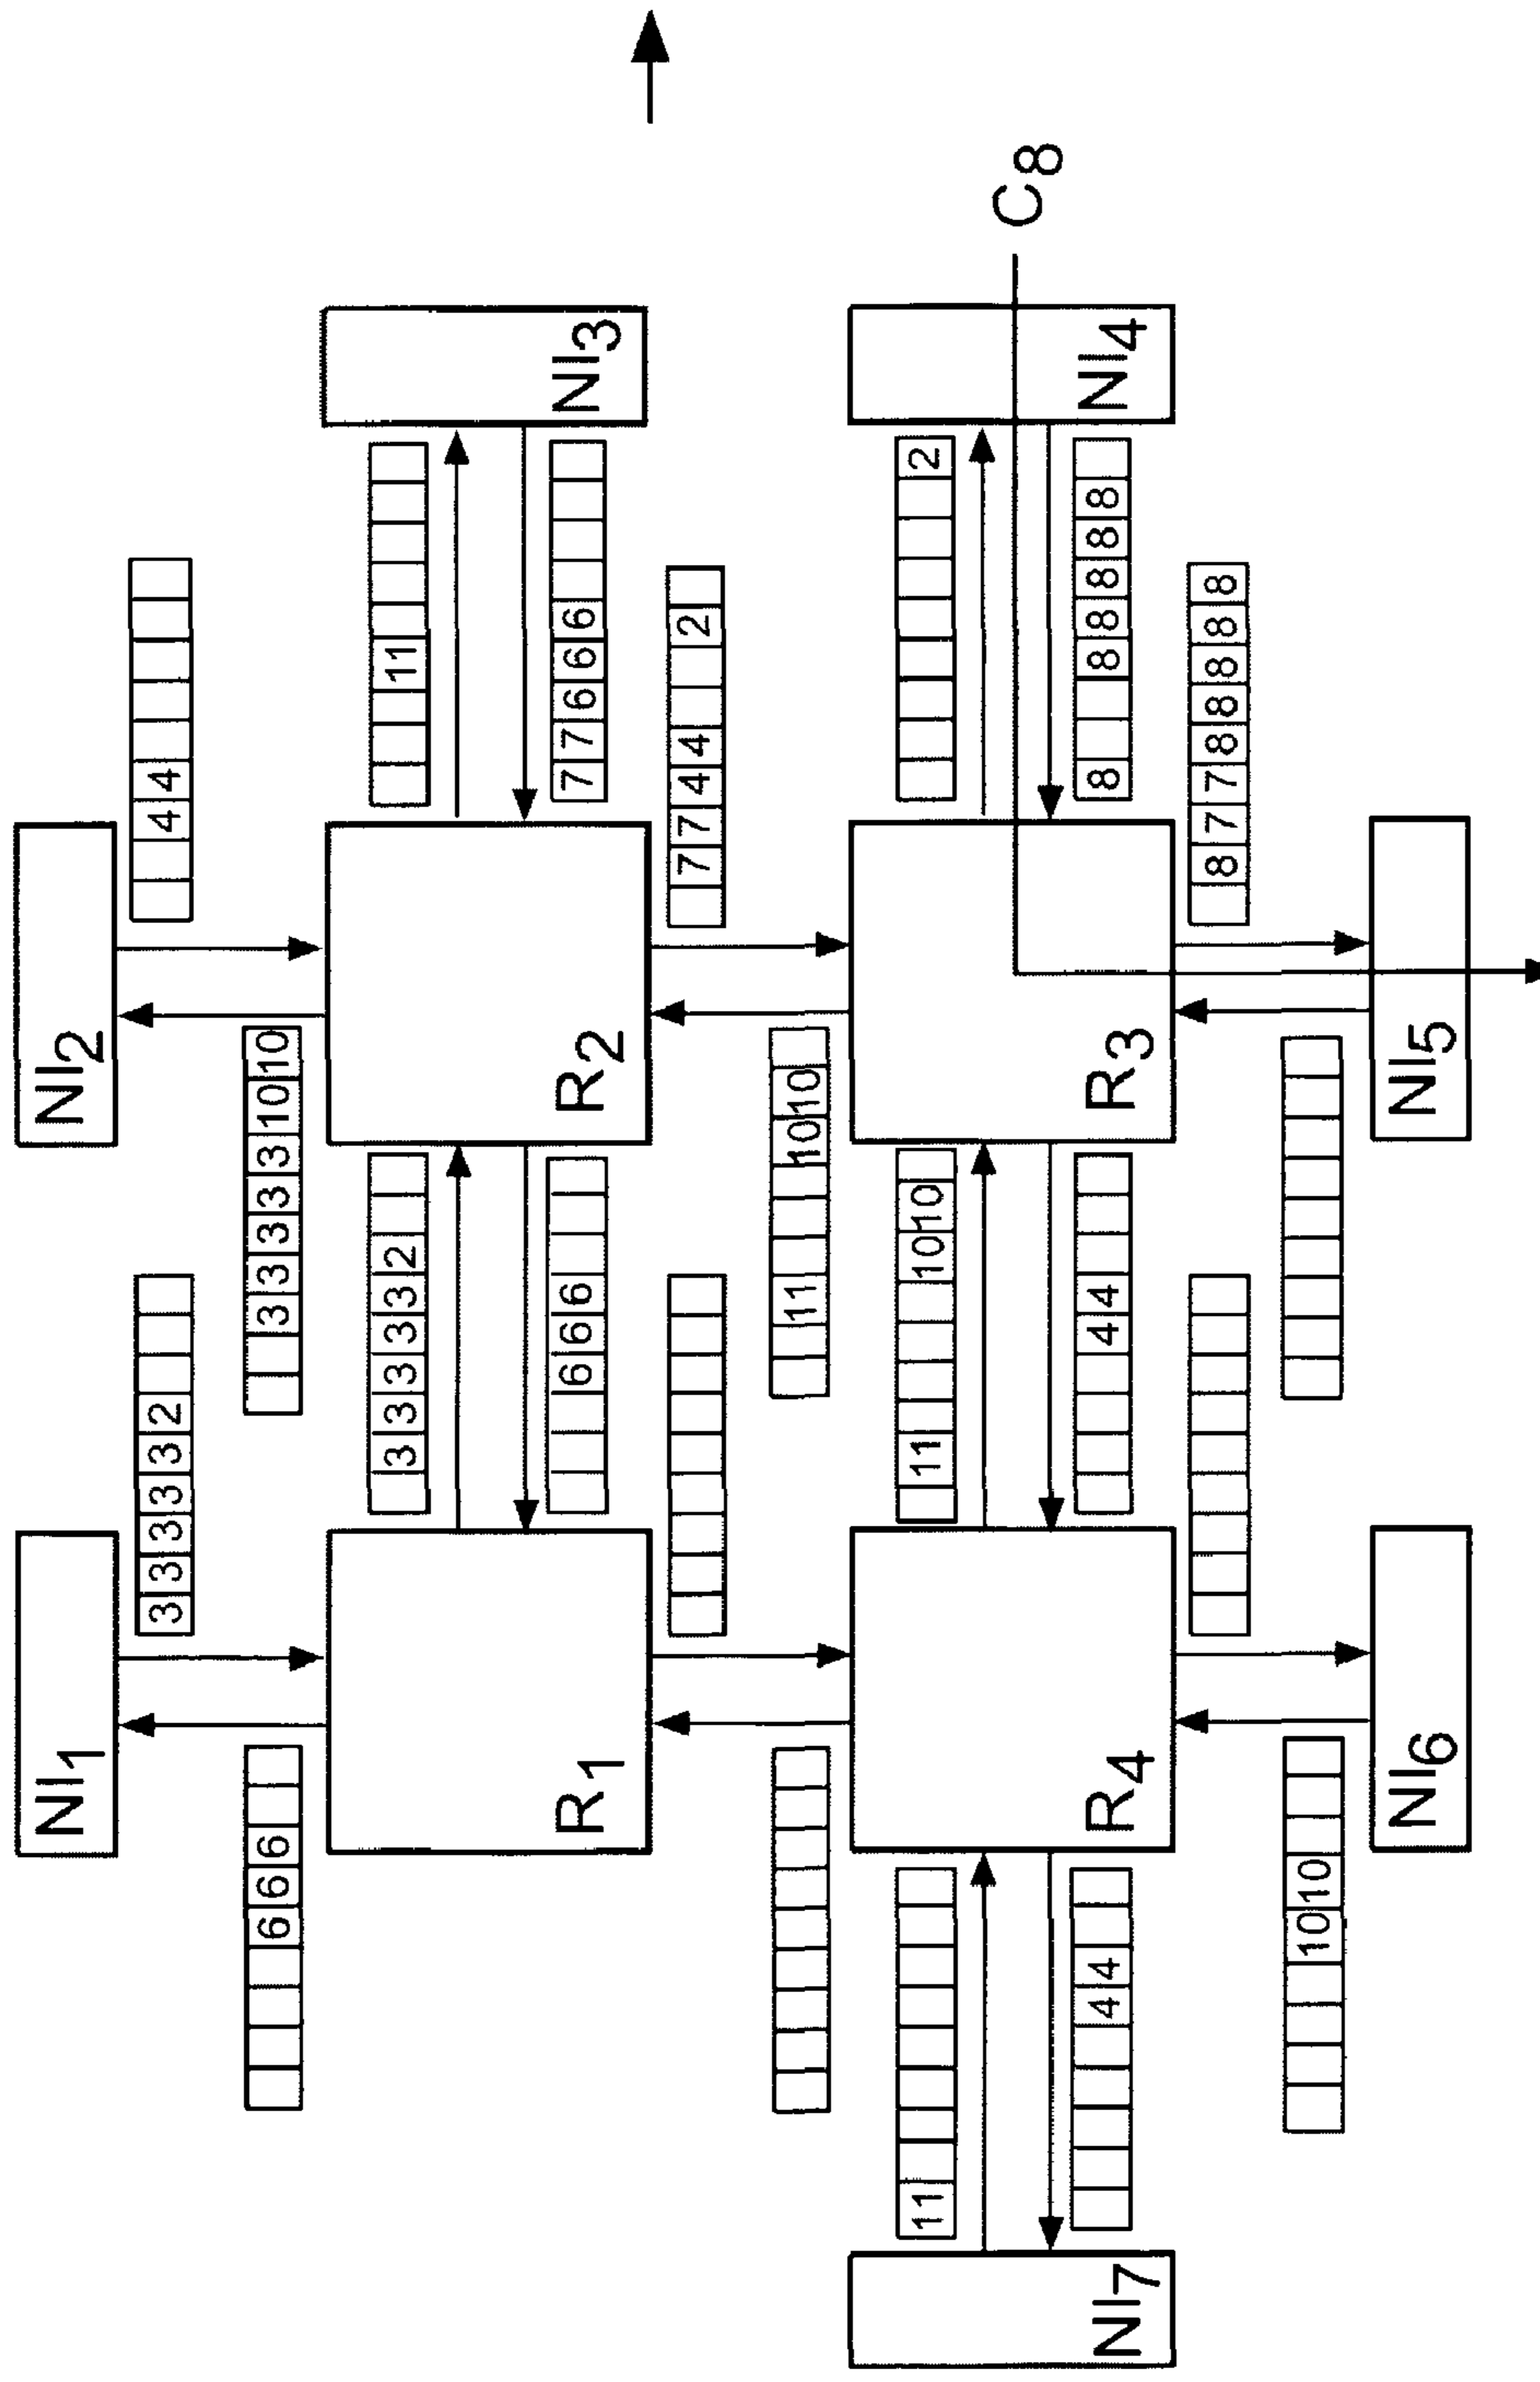 NI1
NI2
3 3 3 3 3 2
4 4
6 6 6
3 3 3 3 3 10 10
3 3 3 3 3 2
11
R1
6 6 6
R2
7 7 6 6 6
NI3
7 7 4 4 2
11 10 10
11
11 10 10
2
C8
NI7
4 4
R4
4 4
R3
8 8 8 8 8 8
NI4
8 7 7 8 8 8 8 8
10 10
NI6
NI5